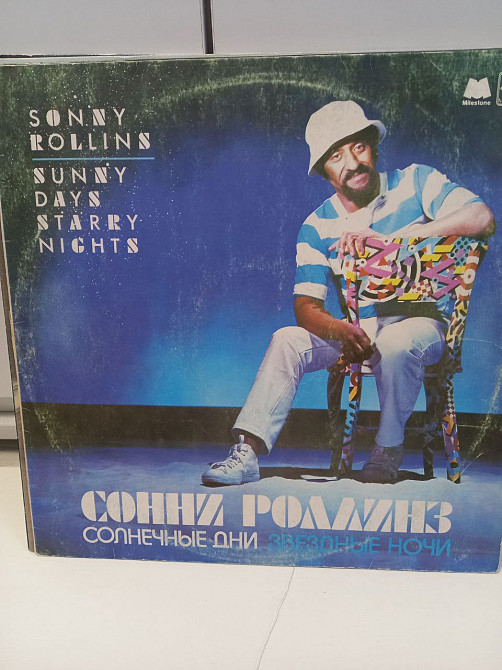 SONNY
ROLLINS
SUNNY
DAYS
STARRY
NIGHTS
Milestone
СОННИ РОЛЛИНЗ
СОЛНЕЧНЫЕ ДНИ ЗВЕЗДНЫЕ НОЧИ